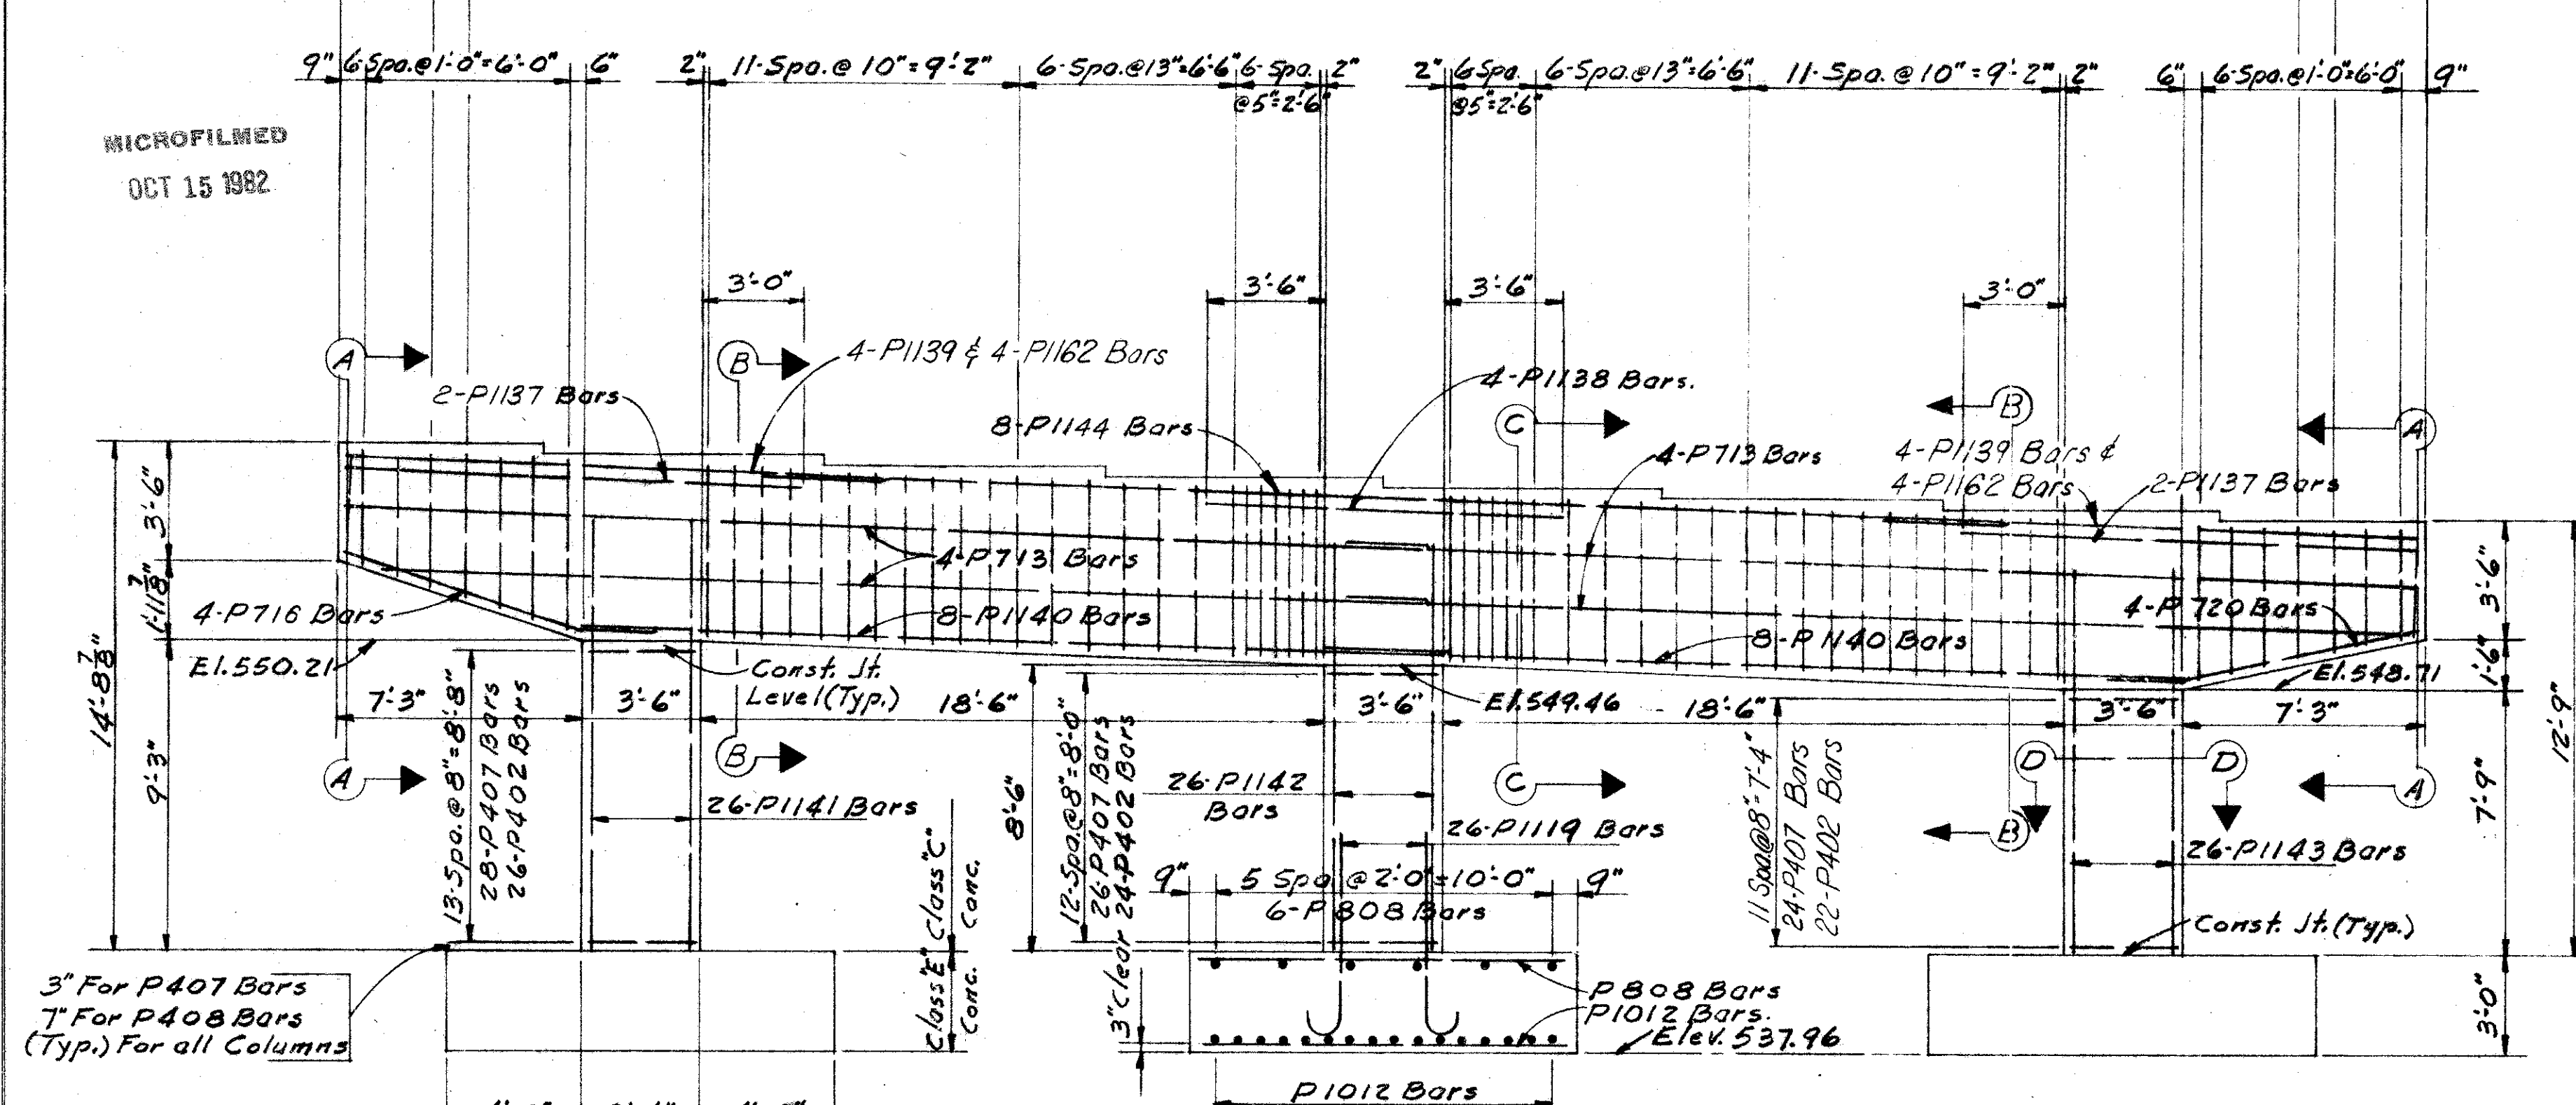 9" 6-Spa.@1'-0"=6'-0" 6" 2" 11-Spa.@ 10"=9'-2" 6-Spa.@13"=6'-6" 6-Spa. 2" 2" 6Spa. 6-Spa.@13"=6'-6" 11-Spa.@ 10"=9'-2" 2" 6" 6-Spa.@1'-0"=6'-0" 9"
@5"=2'-6" @5"=2'-6"
MICROFILMED
OCT 15 1982
3'-0" 3'-6" 3'-6" 3'-0"
A B 4-P1139 & 4-P1162 Bars
2-P1137 Bars
4-P1138 Bars.
8-P1144 Bars
C B A
4-P713 Bars
4-P1139 Bars &
4-P1162 Bars
2-P1137 Bars
3'-6"
4-P713 Bars
1'-11 7/8"
4-P716 Bars
8-P1140 Bars
8-P1140 Bars
4-P720 Bars
3'-6"
1'-6"
El.550.21
Const. Jt.
Level(Typ.)
El.549.46
El.548.71
7'-3" 3'-6" 18'-6" 3'-6" 18'-6" 3'-6" 7'-3"
14'-8 7/8"
9'-3"
13-Spa.@8"=8'-8"
28-P407 Bars
26-P402 Bars
A B C D D A
B
26-P1141 Bars
8'-6"
12-Spa.@8"=8'-0"
26-P407 Bars
24-P402 Bars
26-P1142
Bars
26-P1119 Bars
11 Spa@8"=7'-4"
24-P407 Bars
22-P402 Bars
26-P1143 Bars
7'-9"
12'-9"
9" 5 Spa @ 2'-0"=10'-0" 9"
6-P808 Bars
Class "C"
Conc.
Class "E"
Conc.
3" Clear
Const. Jt. (Typ.)
3" For P407 Bars
7" For P408 Bars
(Typ.) For all Columns
P808 Bars
P1012 Bars.
Elev. 537.96
3'-0"
P1012 Bars